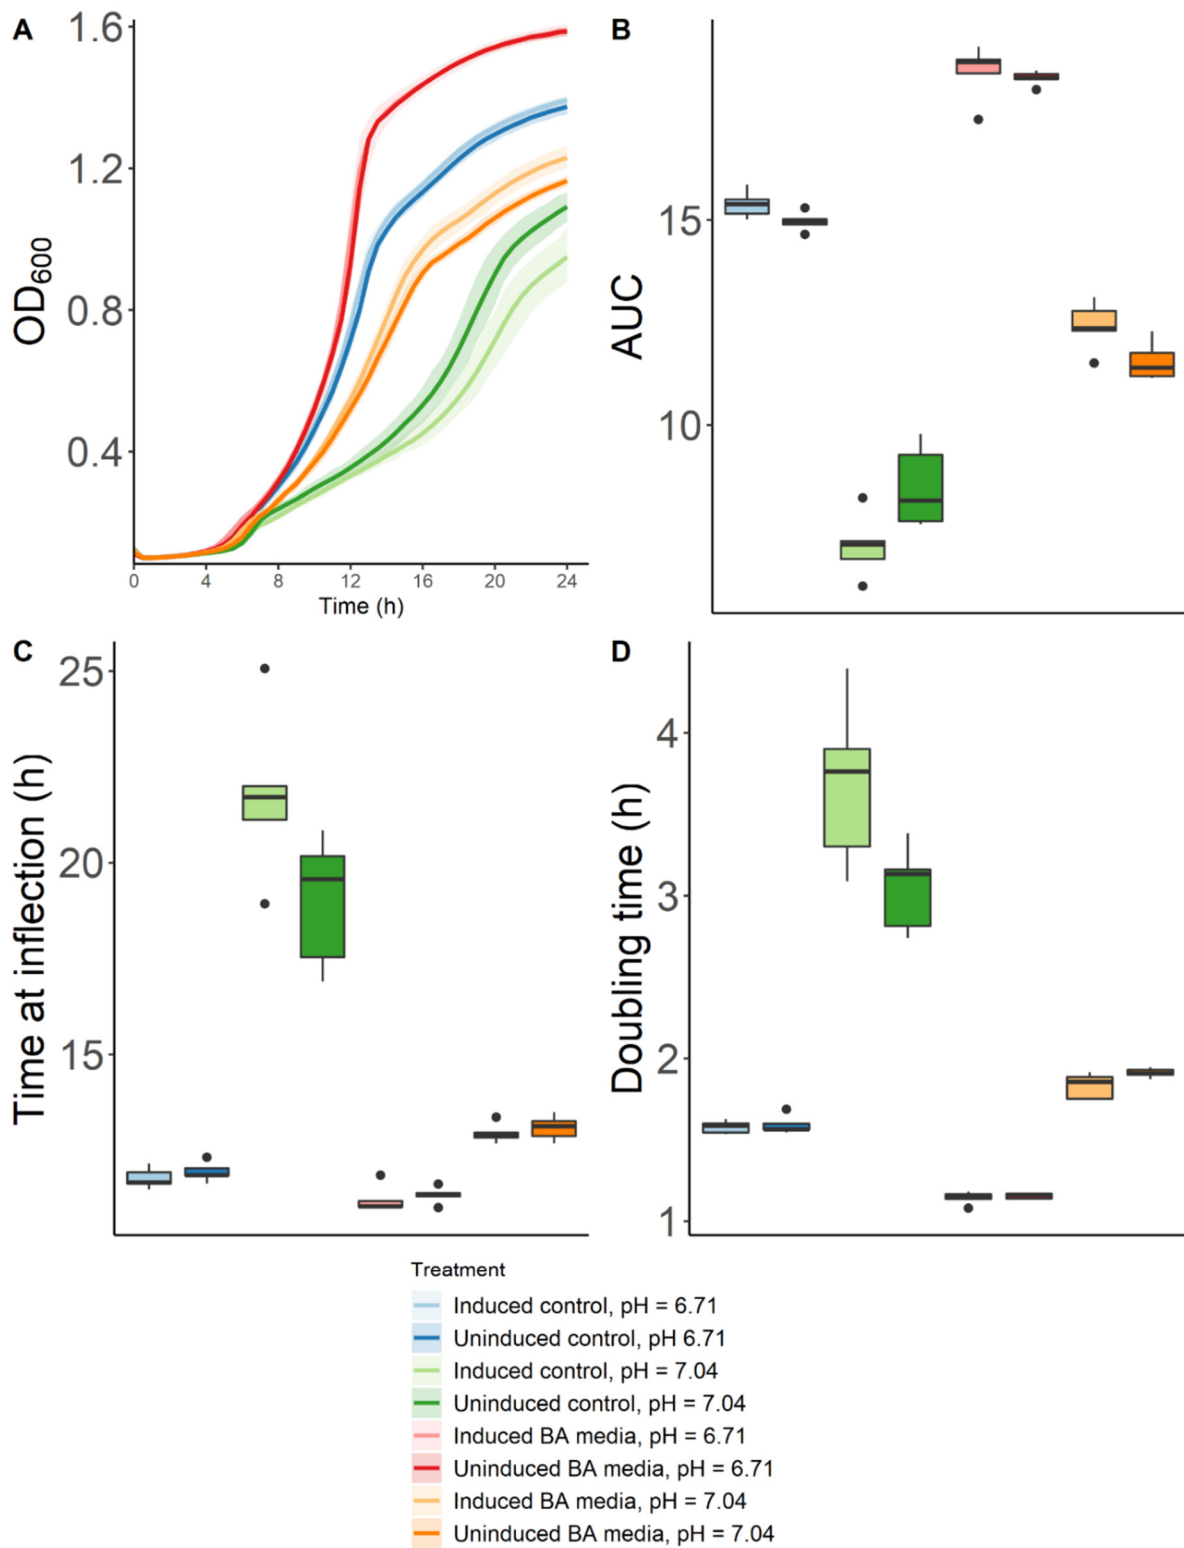 A
1.6
1.2
0.8
0.4
OD600
0 4 8 12 16 20 24
Time (h)
B
15
10
AUC
C
25
20
15
Time at inflection (h)
D
4
3
2
1
Doubling time (h)
Treatment
Induced control, pH = 6.71
Uninduced control, pH 6.71
Induced control, pH = 7.04
Uninduced control, pH = 7.04
Induced BA media, pH = 6.71
Uninduced BA media, pH = 6.71
Induced BA media, pH = 7.04
Uninduced BA media, pH = 7.04